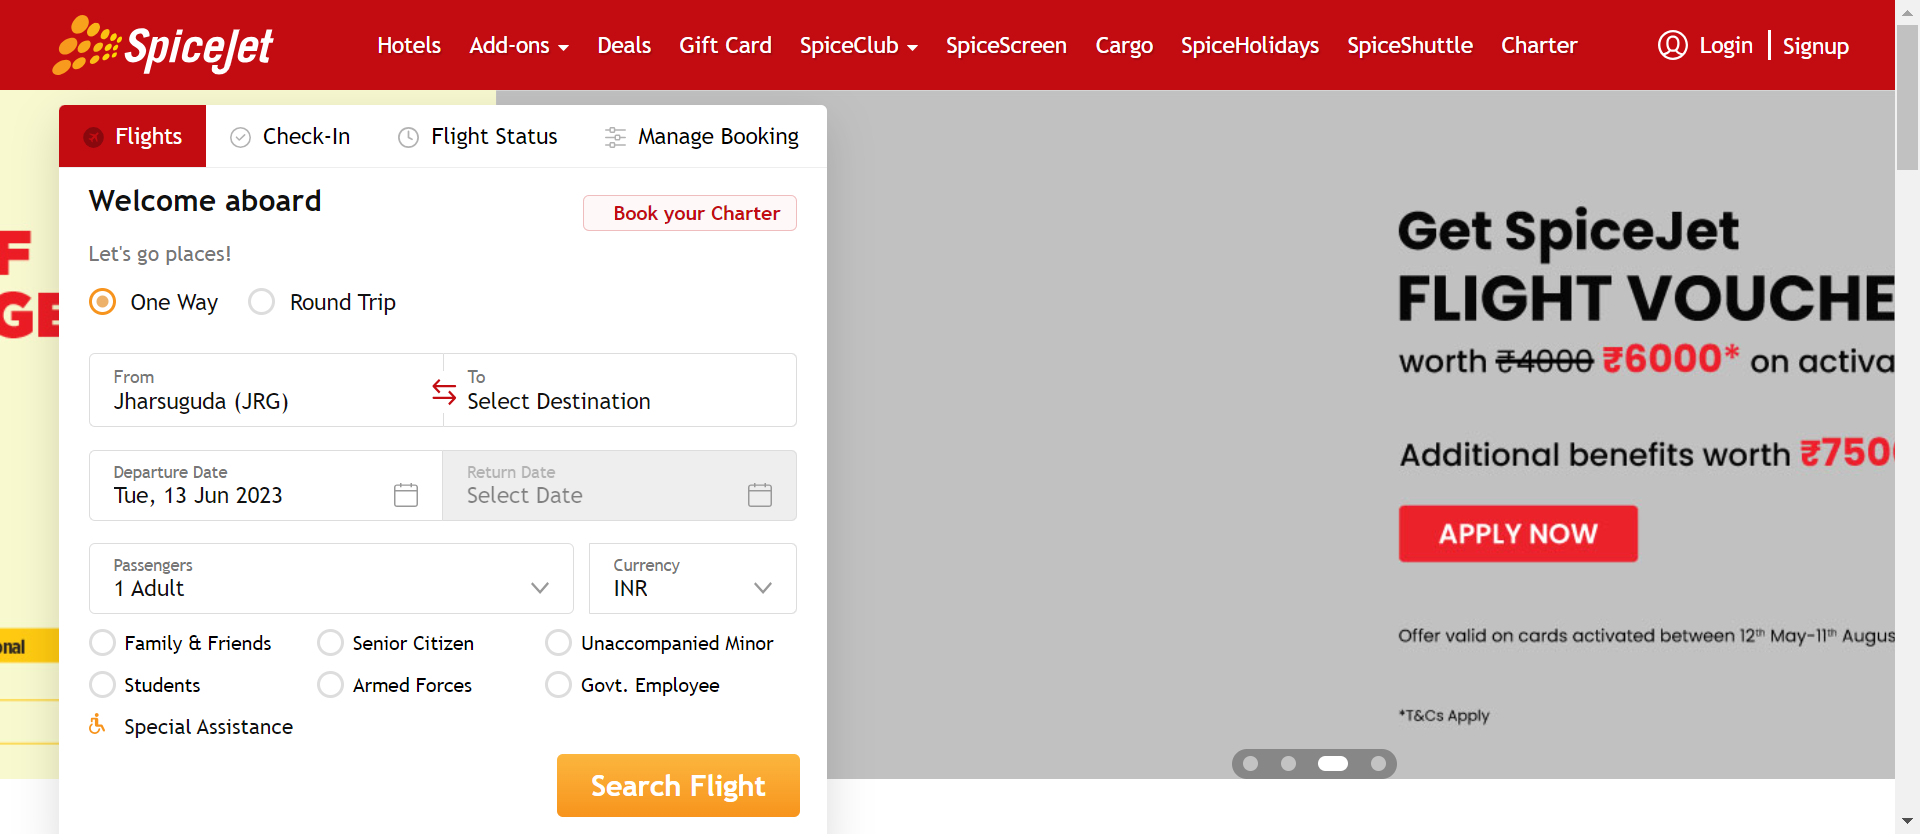 SpiceJet
Hotels
Add-ons
Deals
Gift Card
SpiceClub
SpiceScreen
Cargo
SpiceHolidays
SpiceShuttle
Charter
Login
Signup
Flights
Check-In
Flight Status
Manage Booking
Welcome aboard
Book your Charter
Let's go places!
One Way
Round Trip
From
Jharsuguda (JRG)
To
Select Destination
Departure Date
Tue, 13 Jun 2023
Return Date
Select Date
Passengers
1 Adult
Currency
INR
Family & Friends
Senior Citizen
Unaccompanied Minor
Students
Armed Forces
Govt. Employee
Special Assistance
Search Flight
F
GE
onal
Get SpiceJet
FLIGHT VOUCHE
worth ₹4000 ₹6000* on activa
Additional benefits worth ₹750
APPLY NOW
Offer valid on cards activated between 12th May-11th Augus
*T&Cs Apply